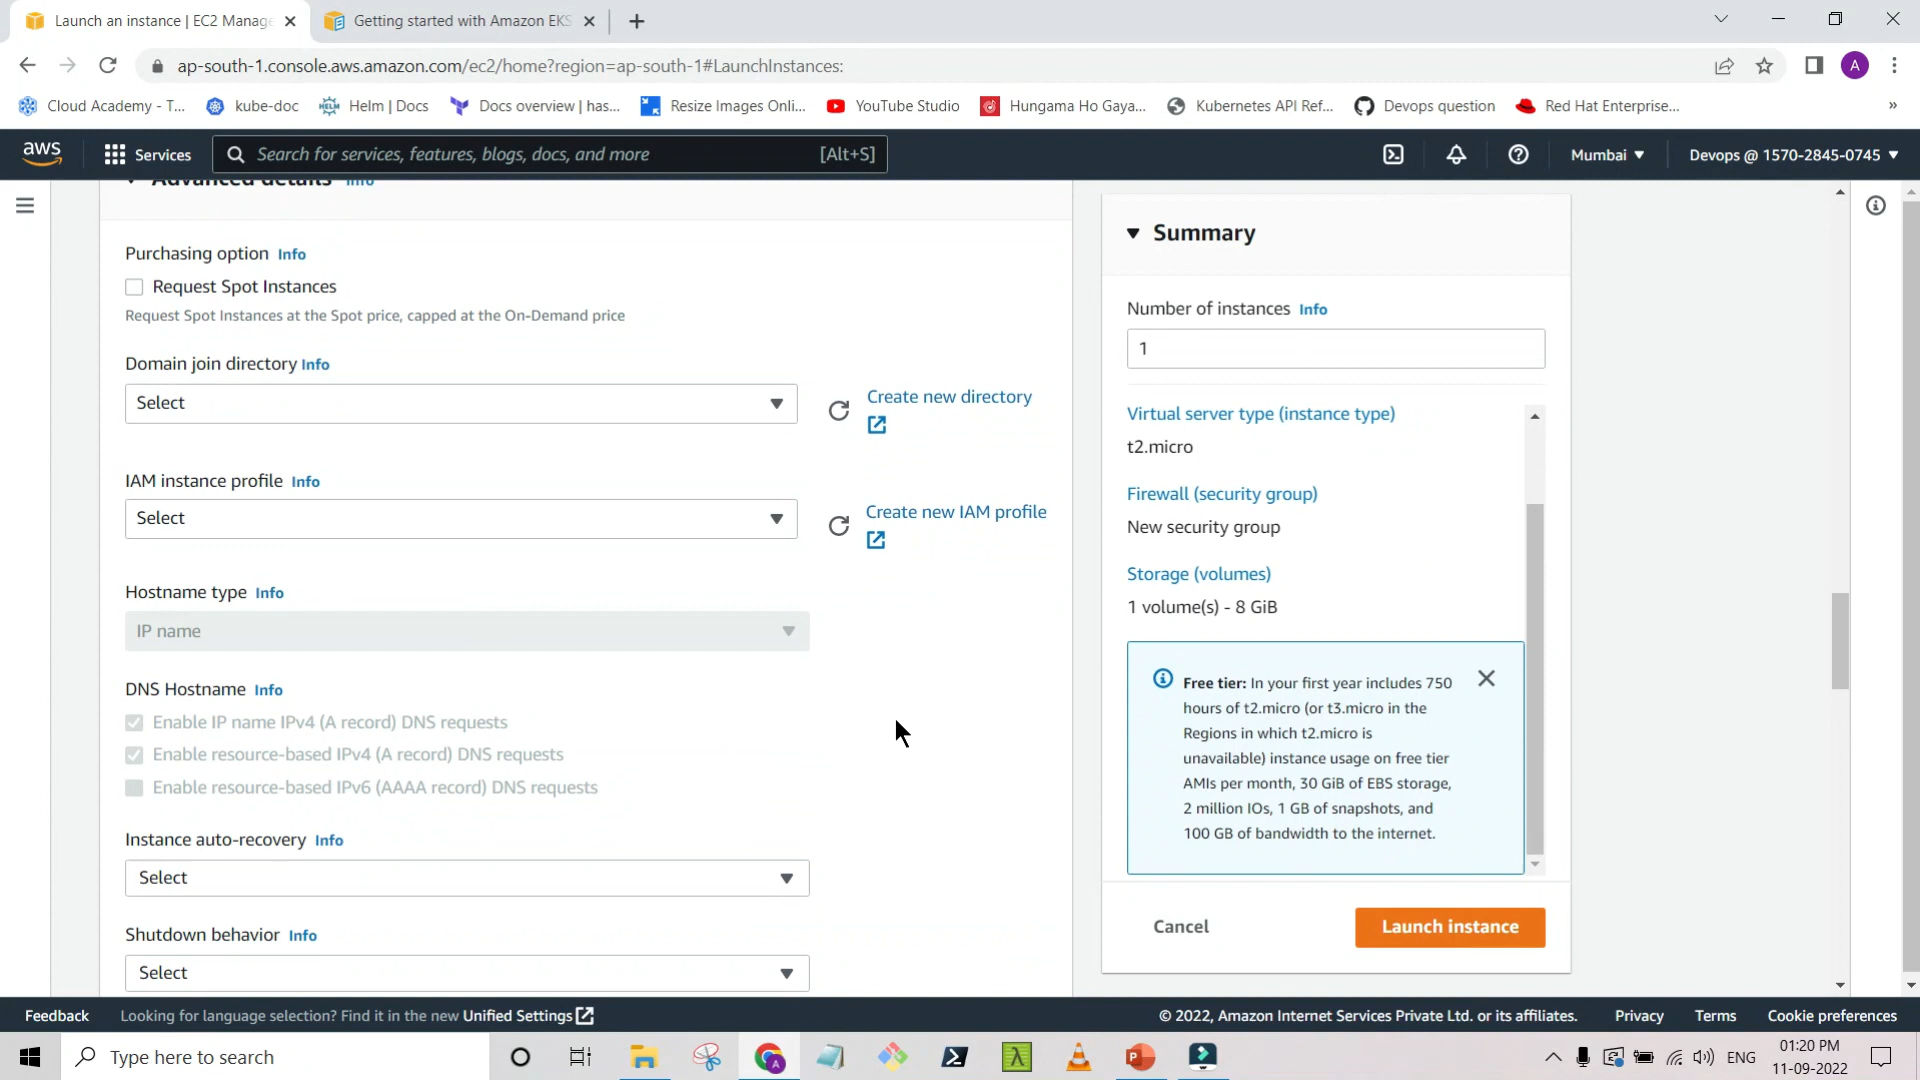 Launch an instance | EC2 Manage
Getting started with Amazon EKS
ap-south-1.console.aws.amazon.com/ec2/home?region=ap-south-1#LaunchInstances:
A
Cloud Academy - T...
kube-doc
HELM
Helm | Docs
Docs overview | has...
Resize Images Onli...
YouTube Studio
Hungama Ho Gaya...
Kubernetes API Ref...
Devops question
Red Hat Enterprise...
»
aws
Services
Search for services, features, blogs, docs, and more
[Alt+S]
Mumbai
Devops @ 1570-2845-0745
Advanced details Info
Purchasing option Info
Request Spot Instances
Request Spot Instances at the Spot price, capped at the On-Demand price
Domain join directory Info
Select
Create new directory
IAM instance profile Info
Select
Create new IAM profile
Hostname type Info
IP name
DNS Hostname Info
Enable IP name IPv4 (A record) DNS requests
Enable resource-based IPv4 (A record) DNS requests
Enable resource-based IPv6 (AAAA record) DNS requests
Instance auto-recovery Info
Select
Shutdown behavior Info
Select
Summary
Number of instances Info
1
Virtual server type (instance type)
t2.micro
Firewall (security group)
New security group
Storage (volumes)
1 volume(s) - 8 GiB
Free tier: In your first year includes 750
hours of t2.micro (or t3.micro in the
Regions in which t2.micro is
unavailable) instance usage on free tier
AMIs per month, 30 GiB of EBS storage,
2 million IOs, 1 GB of snapshots, and
100 GB of bandwidth to the internet.
Cancel
Launch instance
Feedback
Looking for language selection? Find it in the new Unified Settings
© 2022, Amazon Internet Services Private Ltd. or its affiliates.
Privacy
Terms
Cookie preferences
Type here to search
ENG
01:20 PM
11-09-2022